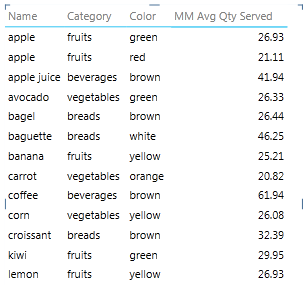 Name Category Color MM Avg Qty Served
apple fruits green 26.93
apple fruits red 21.11
apple juice beverages brown 41.94
avocado vegetables green 26.33
bagel breads brown 26.44
baguette breads white 46.25
banana fruits yellow 25.21
carrot vegetables orange 20.82
coffee beverages brown 61.94
corn vegetables yellow 26.08
croissant breads brown 32.39
kiwi fruits green 29.95
lemon fruits yellow 26.93